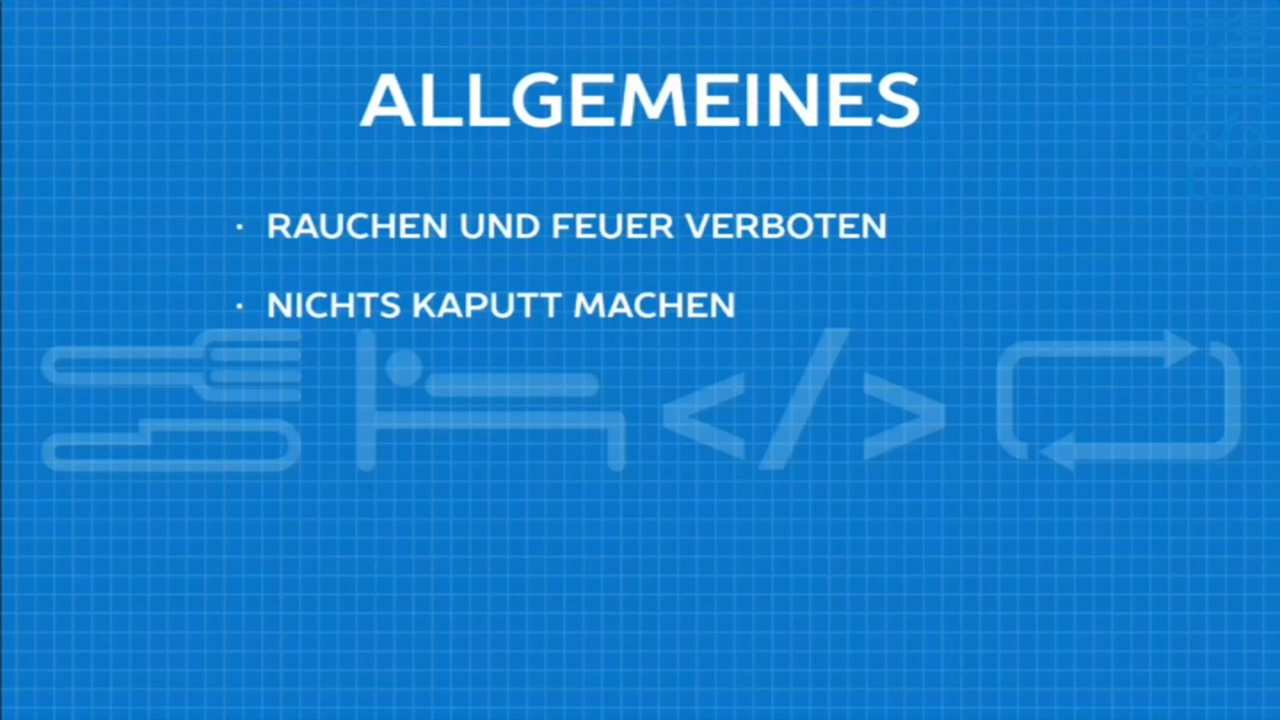 ALLGEMEINES
· RAUCHEN UND FEUER VERBOTEN
· NICHTS KAPUTT MACHEN
</>